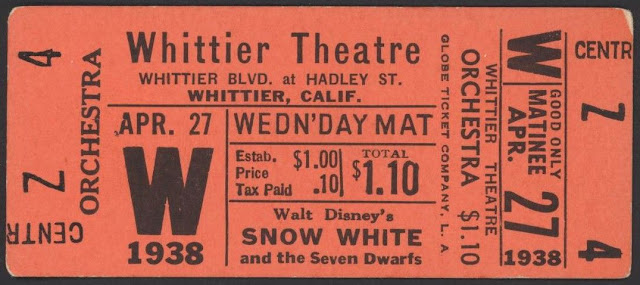 4
CENTR Z
ORCHESTRA
Whittier Theatre
WHITTIER BLVD. at HADLEY ST.
WHITTIER, CALIF.
APR. 27
W
1938
WEDN'DAY MAT
Estab. Price $1.00
Tax Paid .10
TOTAL
$1.10
Walt Disney's
SNOW WHITE
and the Seven Dwarfs
GLOBE TICKET COMPANY, L. A
ORCHESTRA $1.10
WHITTIER THEATRE
W
GOOD ONLY
MATINEE
APR.
27
1938
CENTR
Z
4